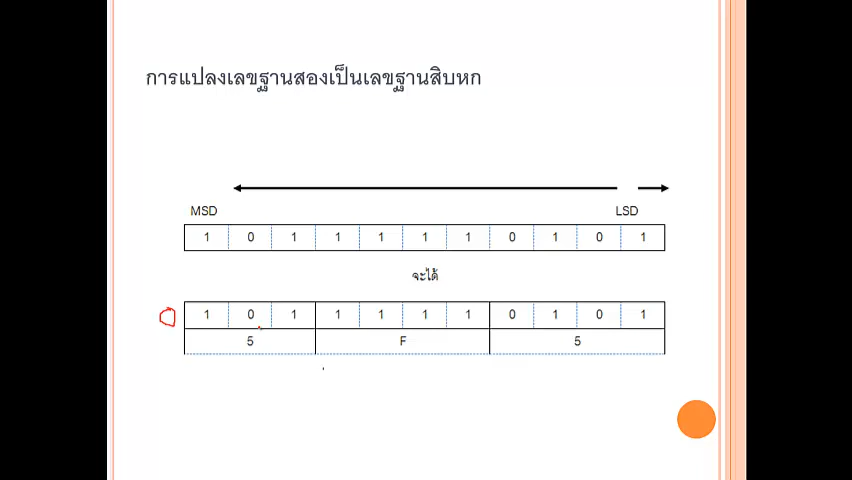 การแปลงเลขฐานสองเป็นเลขฐานสิบหก
MSD LSD
1 0 1 1 1 1 1 0 1 0 1
จะได้
0 1 0 1 1 1 1 1 0 1 0 1
5 F 5